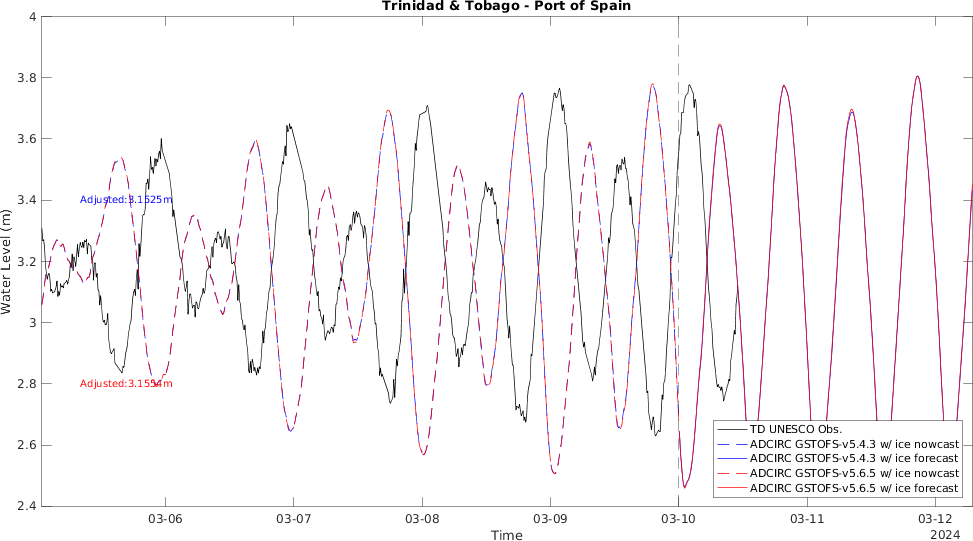 Trinidad & Tobago - Port of Spain
4
3.8
3.6
3.4
3.2
3
2.8
2.6
2.4
Water Level (m)
Adjusted:3.1525m
Adjusted:3.1554m
TD UNESCO Obs.
ADCIRC GSTOFS-v5.4.3 w/ ice nowcast
ADCIRC GSTOFS-v5.4.3 w/ ice forecast
ADCIRC GSTOFS-v5.6.5 w/ ice nowcast
ADCIRC GSTOFS-v5.6.5 w/ ice forecast
03-06 03-07 03-08 03-09 03-10 03-11 03-12
Time
2024